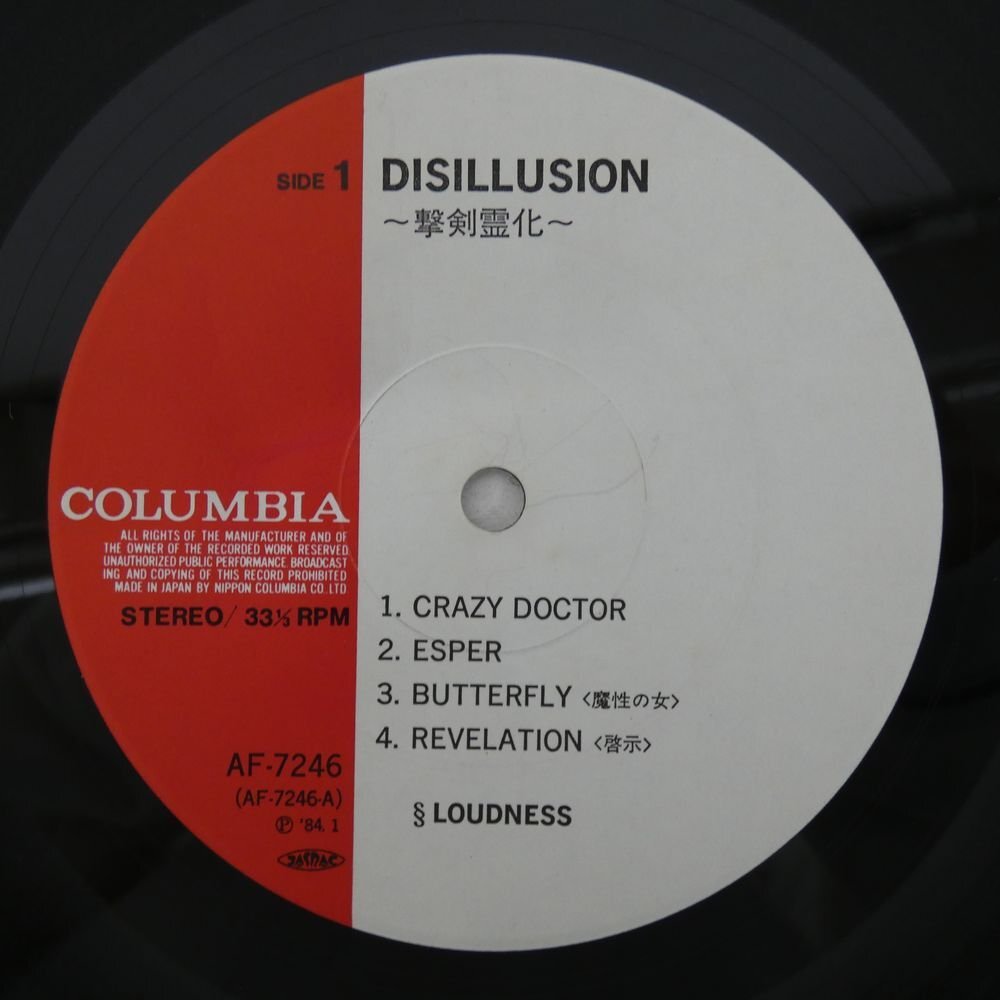 SIDE 1
DISILLUSION
～撃剣霊化～
COLUMBIA
ALL RIGHTS OF THE MANUFACTURER AND OF
THE OWNER OF THE RECORDED WORK RESERVED
UNAUTHORIZED PUBLIC PERFORMANCE BROADCAST
ING AND COPYING OF THIS RECORD PROHIBITED
MADE IN JAPAN BY NIPPON COLUMBIA CO.,LTD
STEREO/ 33⅓ RPM
1. CRAZY DOCTOR
2. ESPER
3. BUTTERFLY <魔性の女>
4. REVELATION <啓示>
§ LOUDNESS
AF-7246
(AF-7246-A)
Ⓟ '84. 1
JASRAC